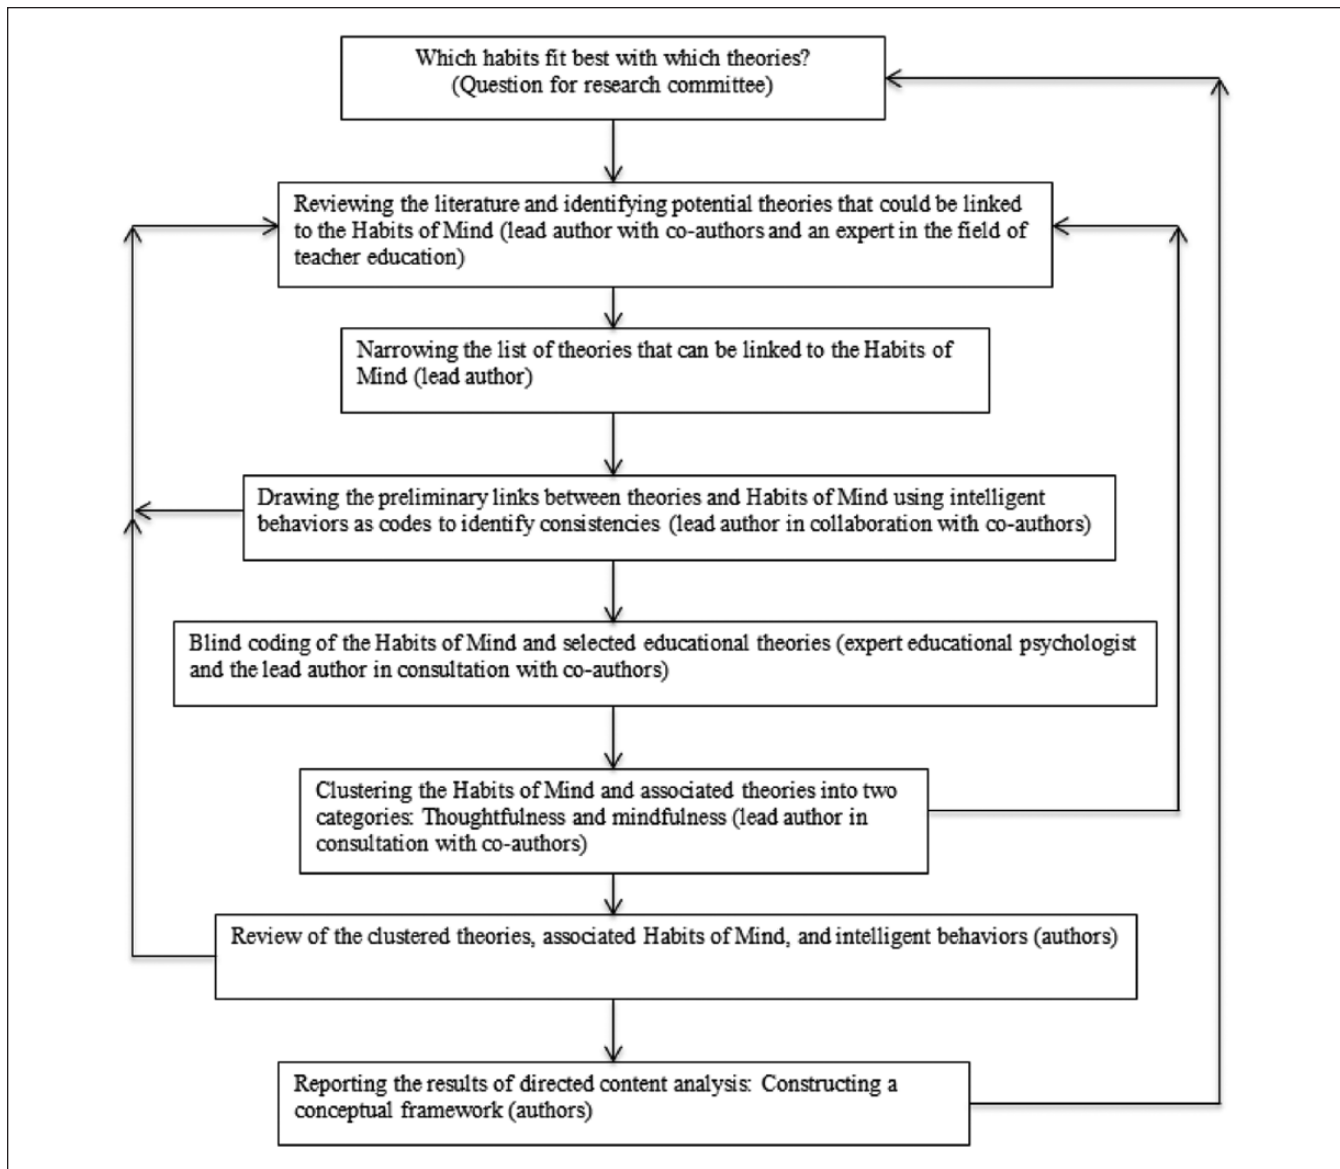 Which habits fit best with which theories?
(Question for research committee)
Reviewing the literature and identifying potential theories that could be linked
to the Habits of Mind (lead author with co-authors and an expert in the field of
teacher education)
Narrowing the list of theories that can be linked to the Habits of
Mind (lead author)
Drawing the preliminary links between theories and Habits of Mind using intelligent
behaviors as codes to identify consistencies (lead author in collaboration with co-authors)
Blind coding of the Habits of Mind and selected educational theories (expert educational psychologist
and the lead author in consultation with co-authors)
Clustering the Habits of Mind and associated theories into two
categories: Thoughtfulness and mindfulness (lead author in
consultation with co-authors)
Review of the clustered theories, associated Habits of Mind, and intelligent behaviors (authors)
Reporting the results of directed content analysis: Constructing a
conceptual framework (authors)